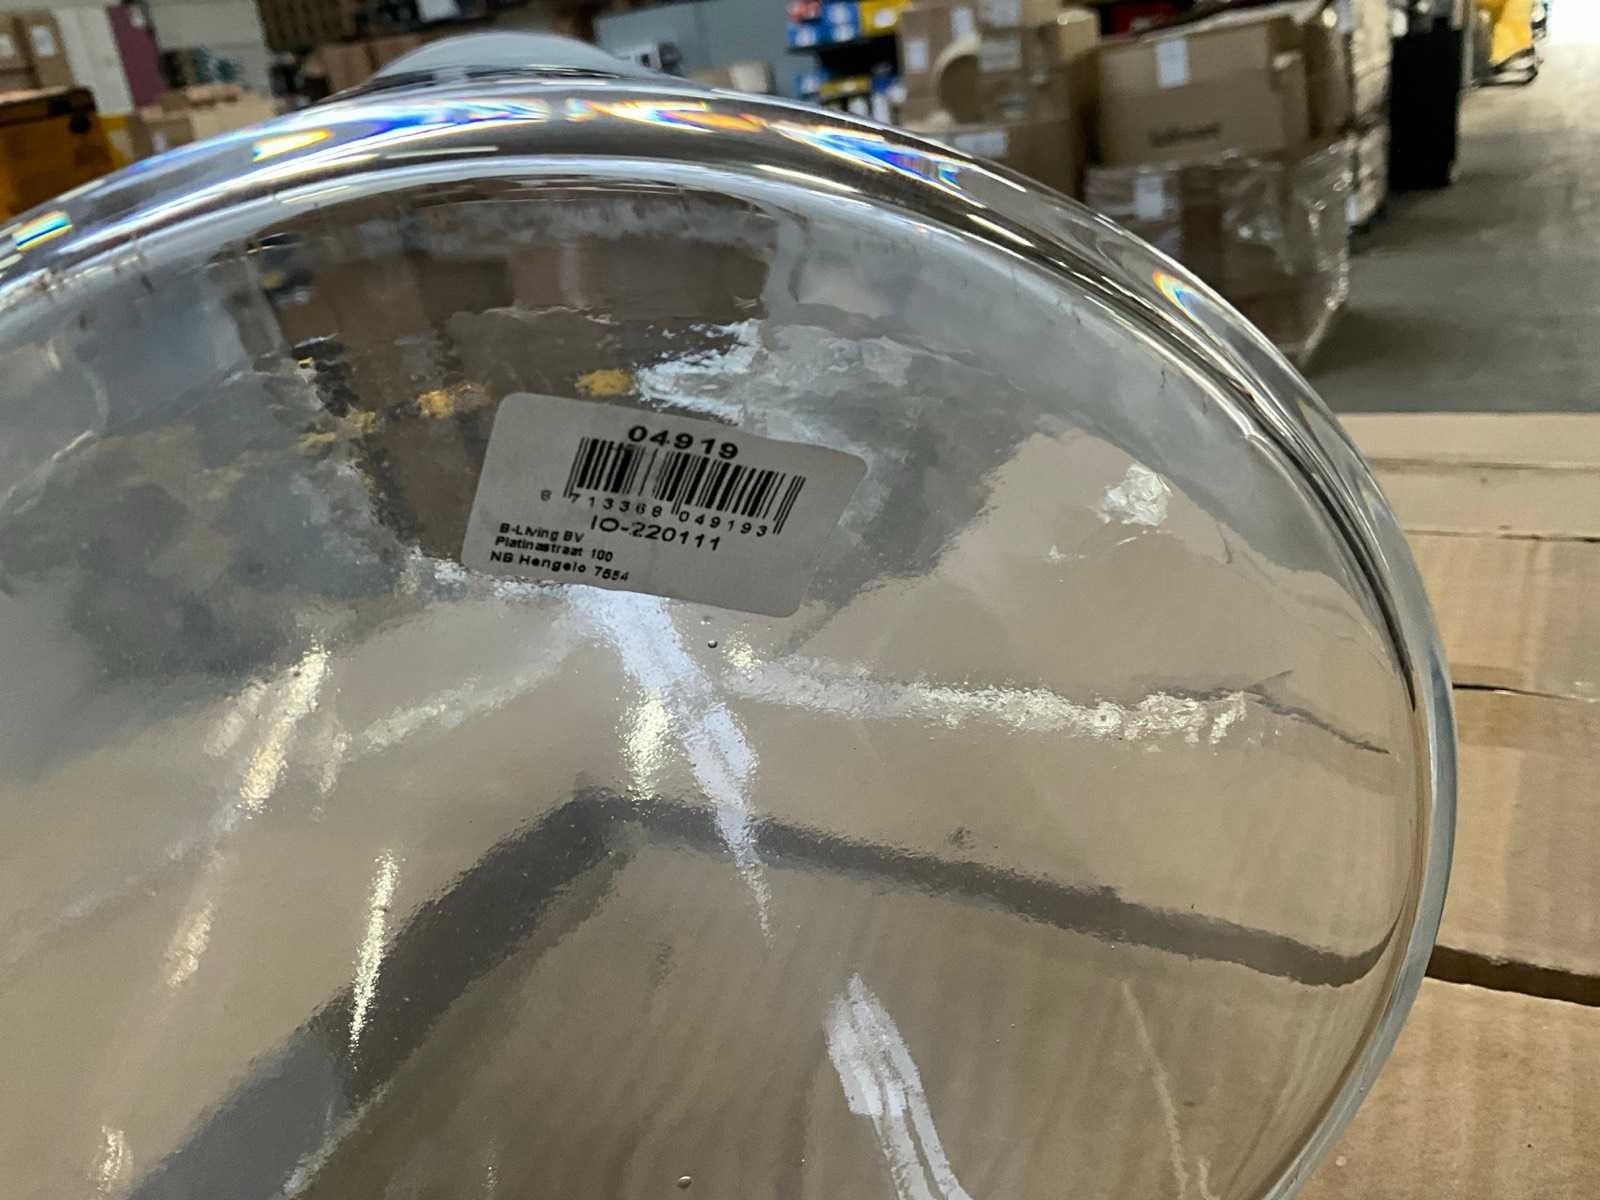 04919
8 713368 049193
IO-220111
B-Living BV
Platinastraat 100
NB Hengelo 7554